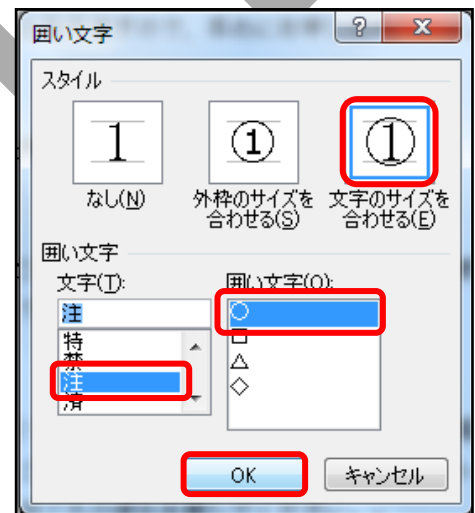 囲い文字
スタイル
1
①
①
なし(N)
外枠のサイズを
合わせる(S)
文字のサイズを
合わせる(E)
囲い文字
文字(T):
囲い文字(O):
注
特
禁
注
済
○
□
△
◇
OK
キャンセル